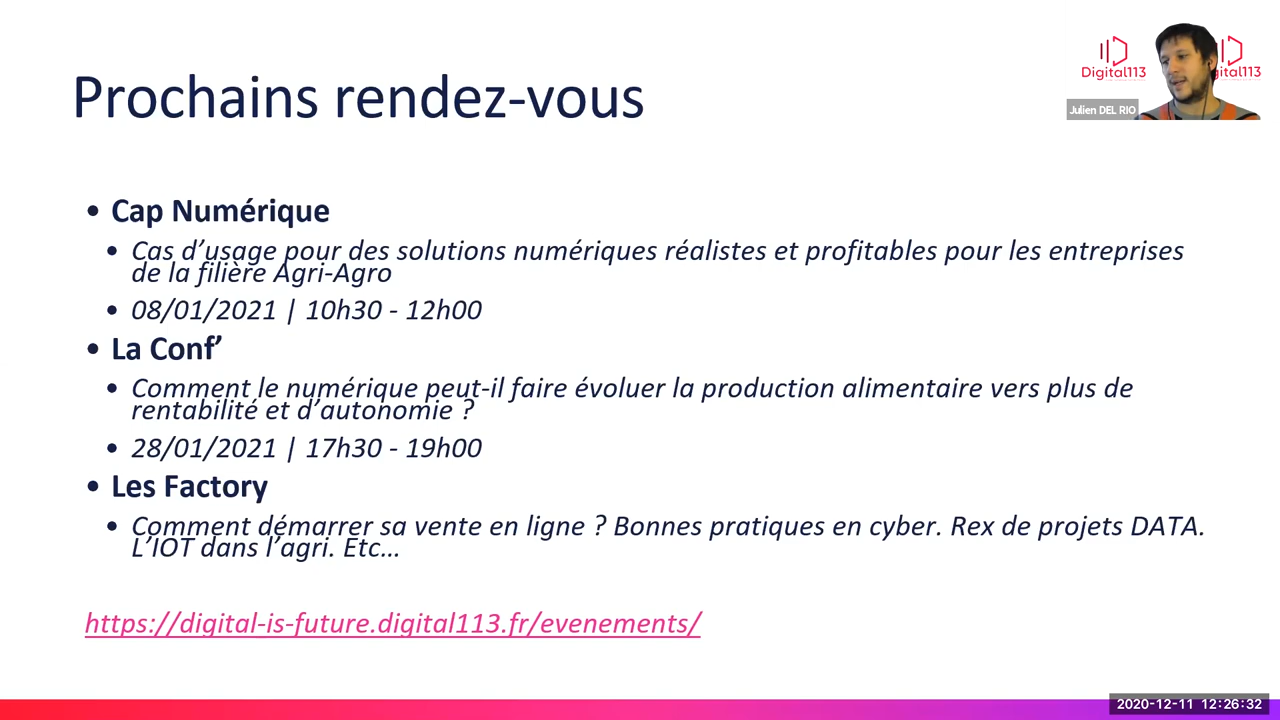 Digital113
gital113
Julien DEL RIO
Prochains rendez-vous
• Cap Numérique
• Cas d’usage pour des solutions numériques réalistes et profitables pour les entreprises
de la filière Agri-Agro
• 08/01/2021 | 10h30 - 12h00
• La Conf’
• Comment le numérique peut-il faire évoluer la production alimentaire vers plus de
rentabilité et d’autonomie ?
• 28/01/2021 | 17h30 - 19h00
• Les Factory
• Comment démarrer sa vente en ligne ? Bonnes pratiques en cyber. Rex de projets DATA.
L’IOT dans l’agri. Etc…
https://digital-is-future.digital113.fr/evenements/
2020-12-11 12:26:32